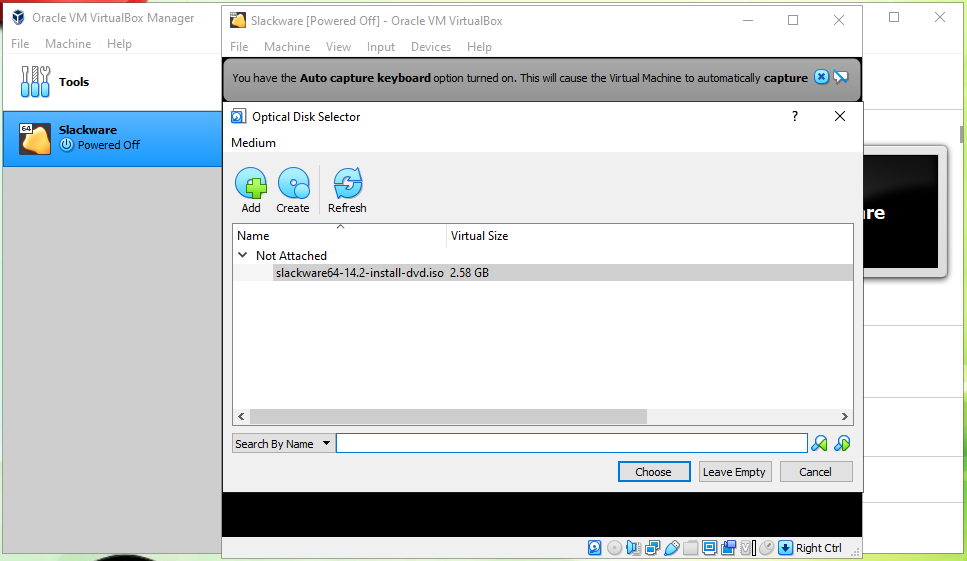 Oracle VM VirtualBox Manager
File Machine Help
Tools
64
Slackware
Powered Off
Slackware [Powered Off] - Oracle VM VirtualBox
File Machine View Input Devices Help
You have the Auto capture keyboard option turned on. This will cause the Virtual Machine to automatically capture
Optical Disk Selector
?
Medium
Add Create Refresh
Name Virtual Size
Not Attached
slackware64-14.2-install-dvd.iso 2.58 GB
Search By Name
Choose Leave Empty Cancel
Right Ctrl